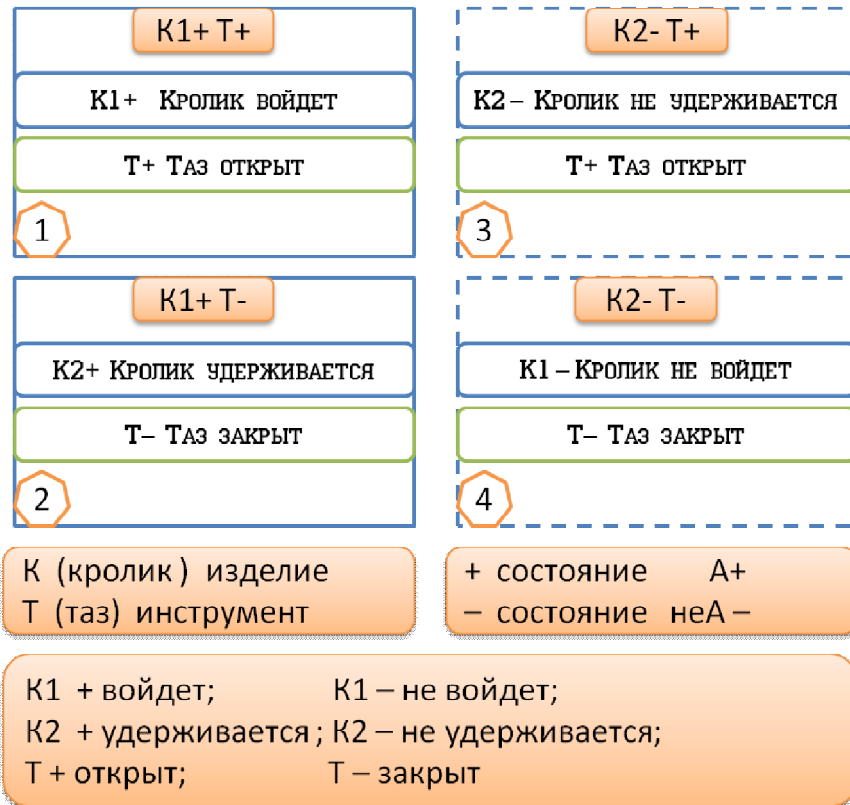 К1+ Т+
К1+ Кролик войдет
Т+ Таз открыт
1
К2- Т+
К2– Кролик не удерживается
Т+ Таз открыт
3
К1+ Т-
К2+ Кролик удерживается
Т– Таз закрыт
2
К2- Т-
К1–Кролик не войдет
Т– Таз закрыт
4
К (кролик ) изделие
Т (таз) инструмент
+ состояние А+
– состояние неА –
К1 + войдет; К1 – не войдет;
К2 + удерживается ; К2 – не удерживается;
Т + открыт; Т – закрыт